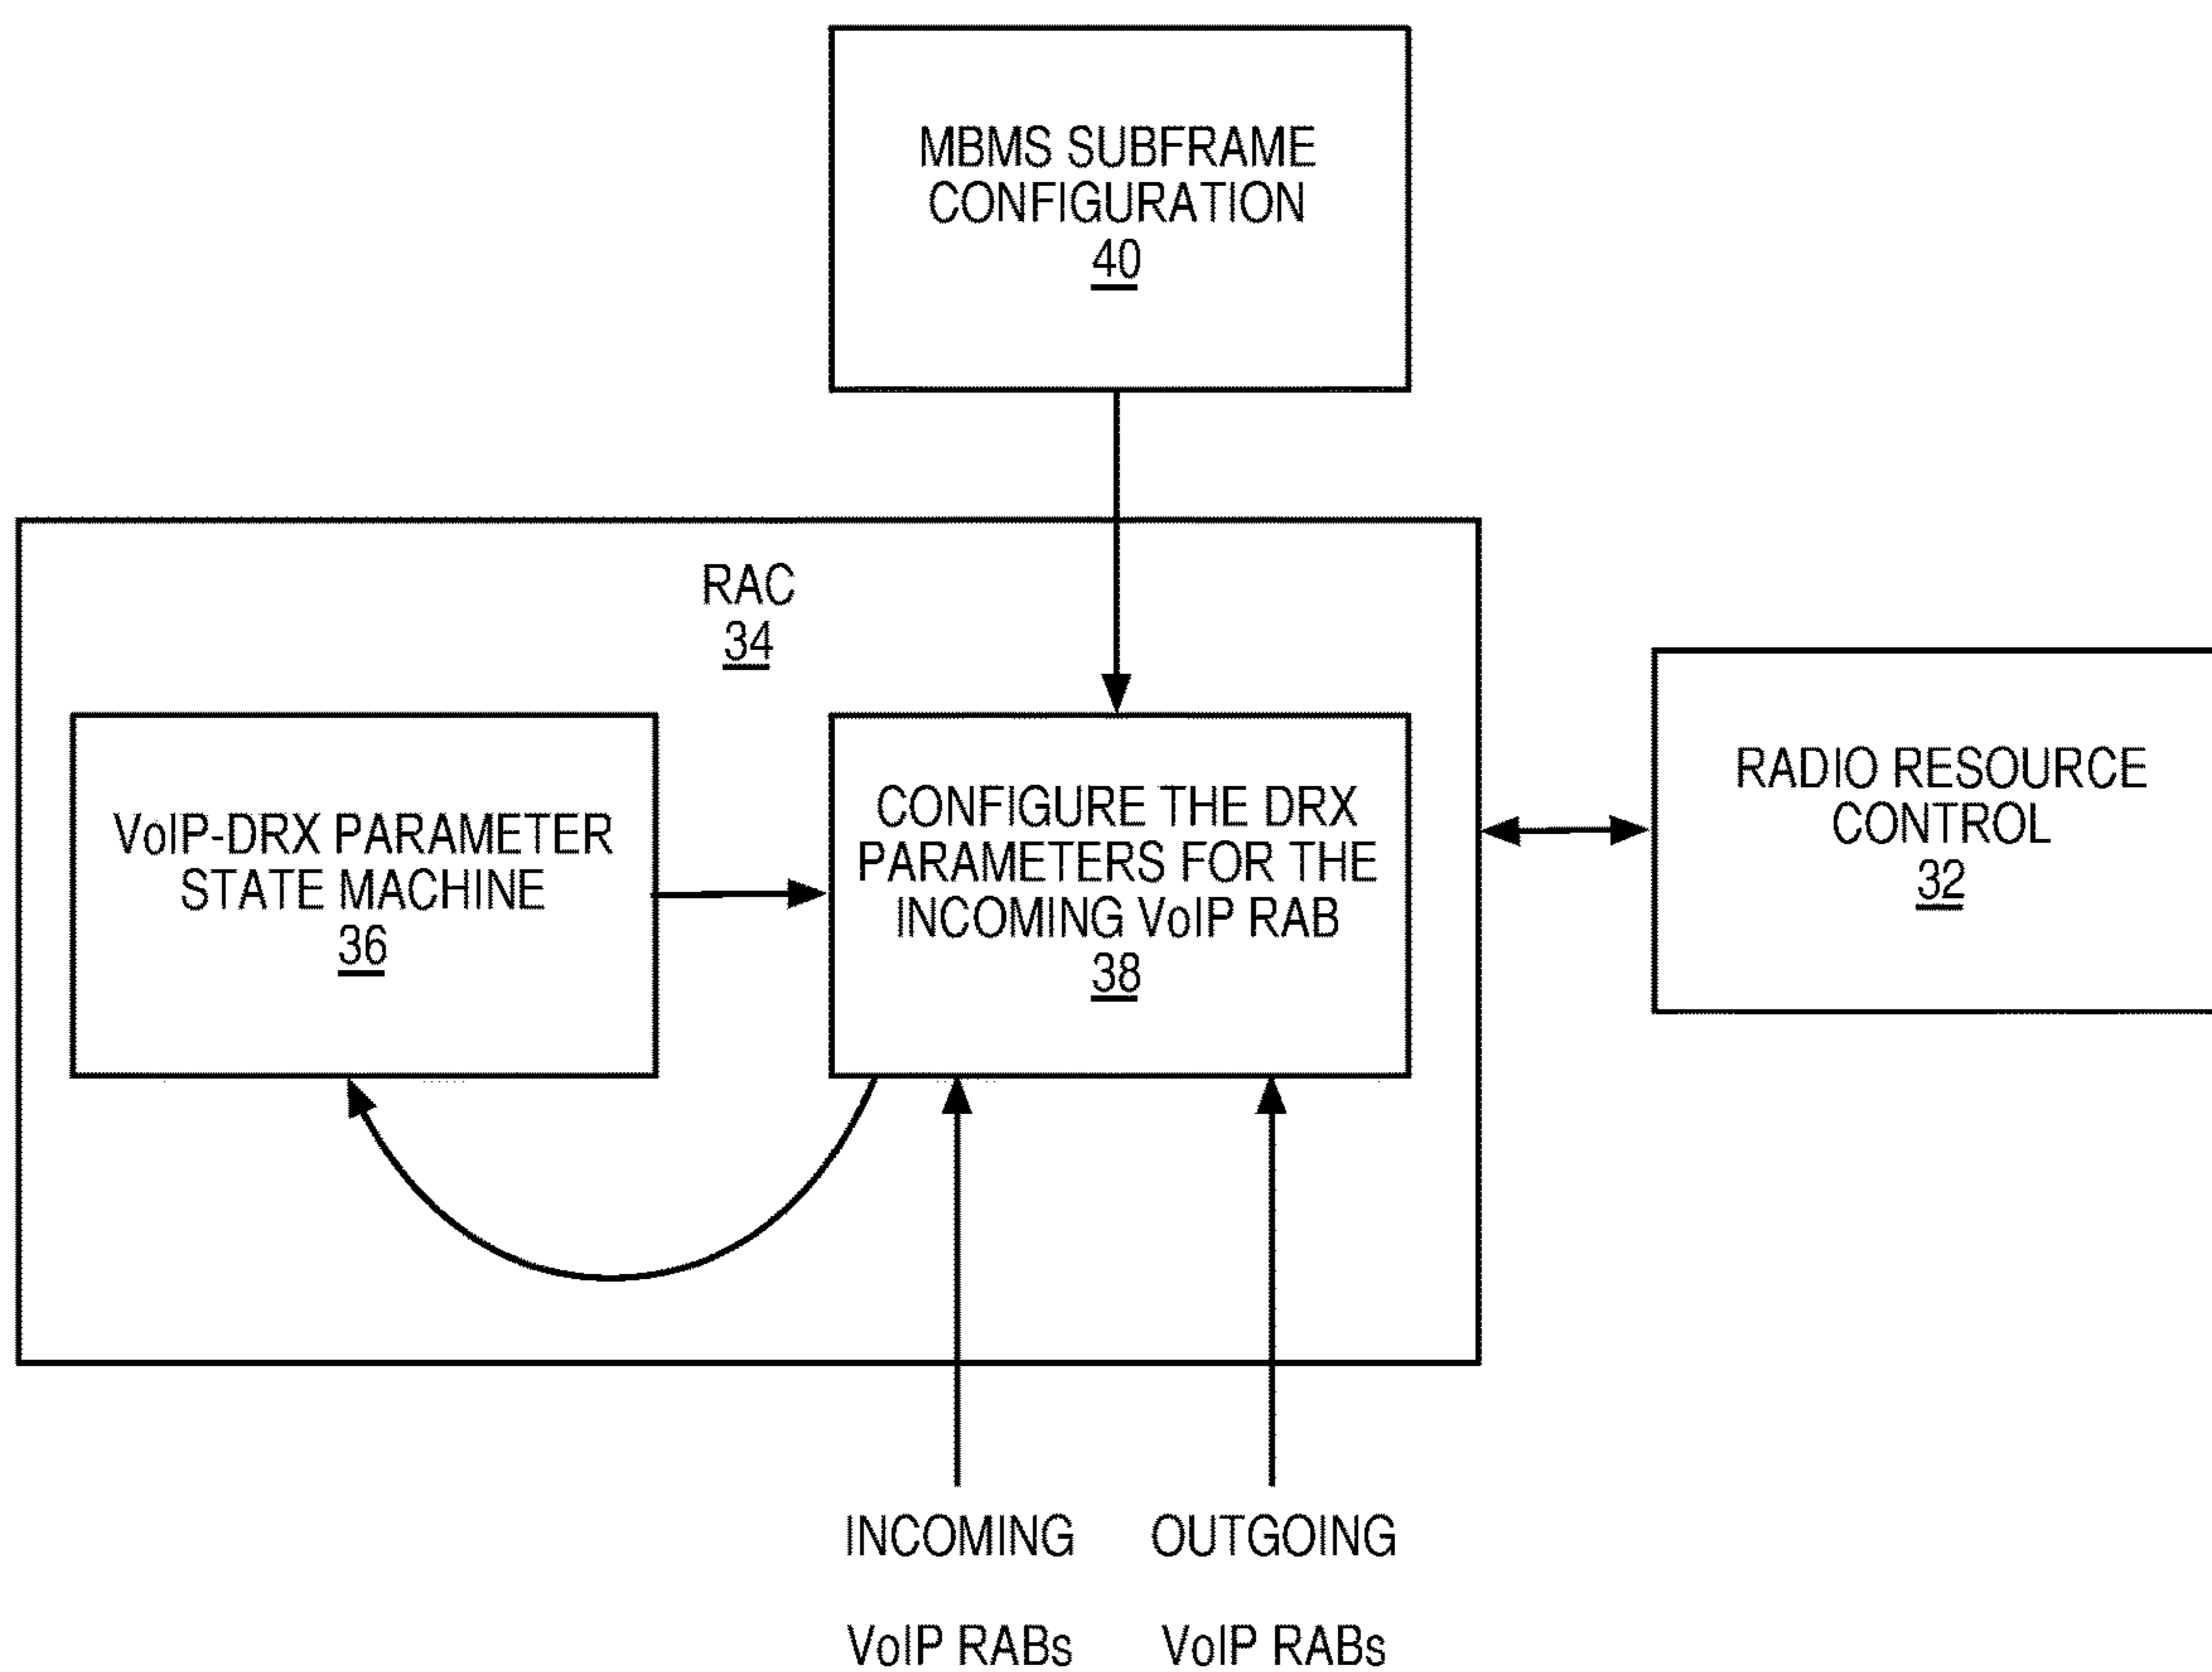 MBMS SUBFRAME
CONFIGURATION
40
RAC
34
VoIP-DRX PARAMETER
STATE MACHINE
36
CONFIGURE THE DRX
PARAMETERS FOR THE
INCOMING VoIP RAB
38
RADIO RESOURCE
CONTROL
32
INCOMING
VoIP RABs
OUTGOING
VoIP RABs